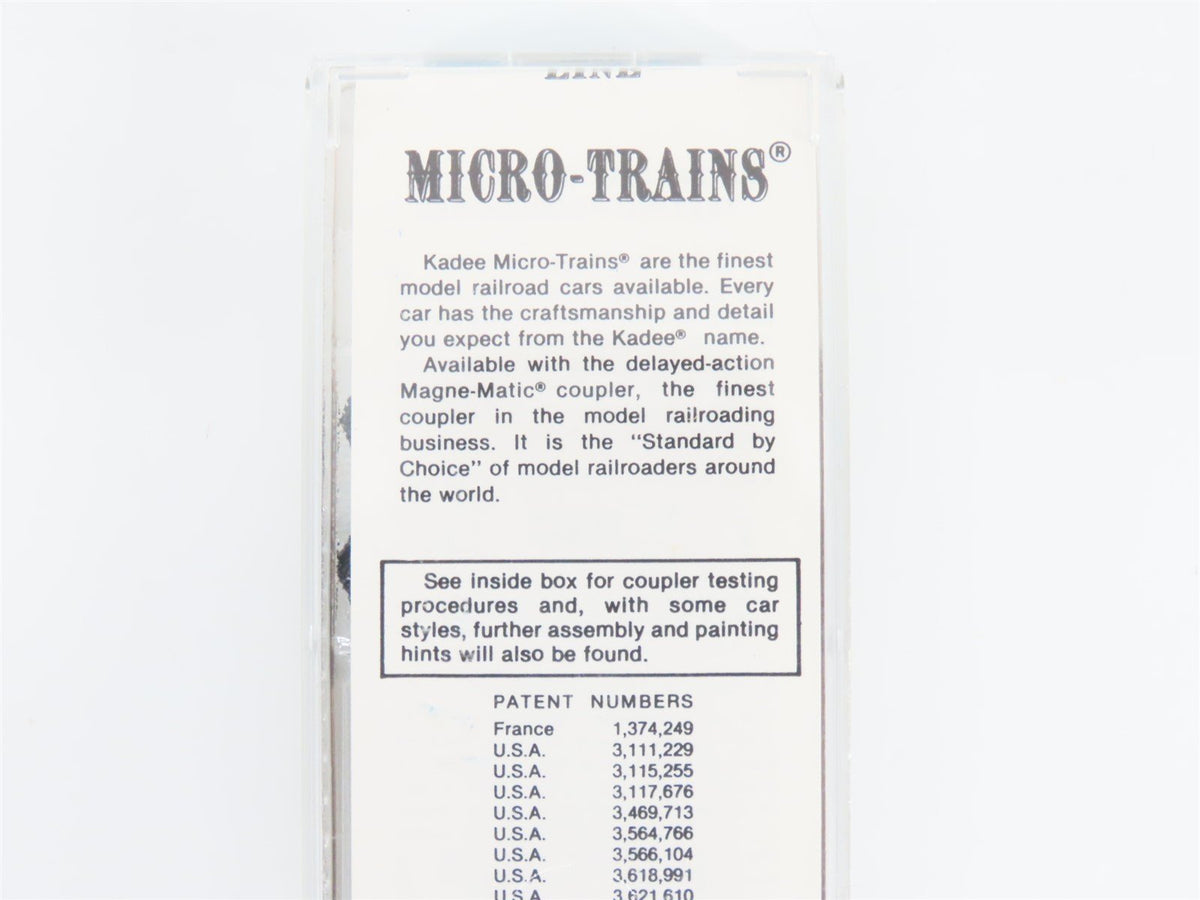 LINE
MICRO-TRAINS®
Kadee Micro-Trains® are the finest
model railroad cars available. Every
car has the craftsmanship and detail
you expect from the Kadee® name.
Available with the delayed-action
Magne-Matic® coupler, the finest
coupler in the model railroading
business. It is the "Standard by
Choice" of model railroaders around
the world.
See inside box for coupler testing
procedures and, with some car
styles, further assembly and painting
hints will also be found.
PATENT NUMBERS
France 1,374,249
U.S.A. 3,111,229
U.S.A. 3,115,255
U.S.A. 3,117,676
U.S.A. 3,469,713
U.S.A. 3,564,766
U.S.A. 3,566,104
U.S.A. 3,618,991
U.S.A. 3,621,610